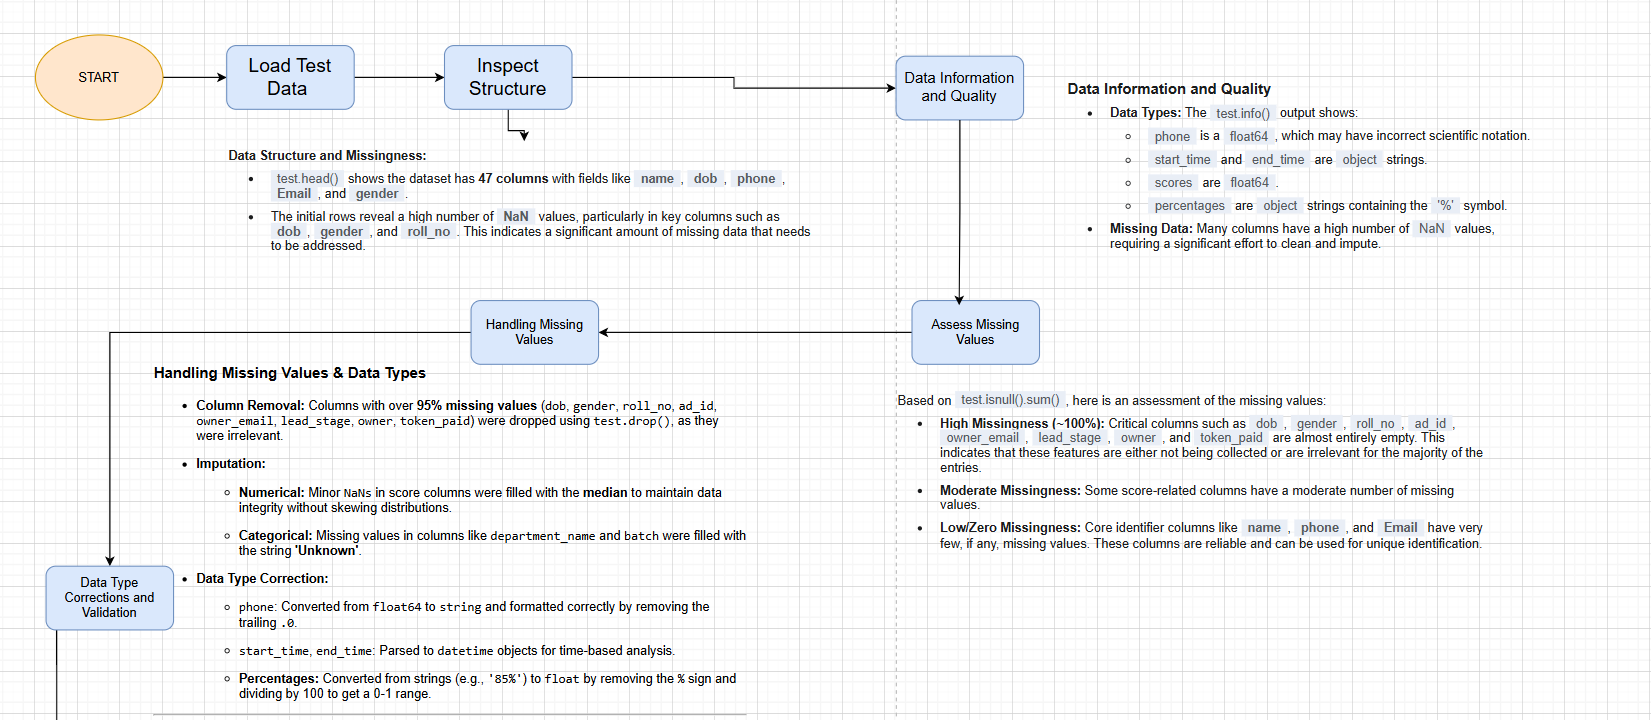 START
Load Test
Data
Inspect
Structure
Data Information
and Quality
Data Information and Quality
Data Types: The test.info() output shows:
phone is a float64 , which may have incorrect scientific notation.
start_time and end_time are object strings.
scores are float64 .
percentages are object strings containing the '%' symbol.
Missing Data: Many columns have a high number of NaN values,
requiring a significant effort to clean and impute.
Data Structure and Missingness:
test.head() shows the dataset has 47 columns with fields like name , dob , phone ,
Email , and gender .
The initial rows reveal a high number of NaN values, particularly in key columns such as
dob , gender , and roll_no . This indicates a significant amount of missing data that needs
to be addressed.
Handling Missing
Values
Assess Missing
Values
Handling Missing Values & Data Types
Column Removal: Columns with over 95% missing values (dob, gender, roll_no, ad_id,
owner_email, lead_stage, owner, token_paid) were dropped using test.drop(), as they
were irrelevant.
Imputation:
Numerical: Minor NaNs in score columns were filled with the median to maintain data
integrity without skewing distributions.
Categorical: Missing values in columns like department_name and batch were filled with
the string 'Unknown'.
Data Type Correction:
phone: Converted from float64 to string and formatted correctly by removing the
trailing .0.
start_time, end_time: Parsed to datetime objects for time-based analysis.
Percentages: Converted from strings (e.g., '85%') to float by removing the % sign and
dividing by 100 to get a 0-1 range.
Data Type
Corrections and
Validation
Based on test.isnull().sum() , here is an assessment of the missing values:
High Missingness (~100%): Critical columns such as dob , gender , roll_no , ad_id ,
owner_email , lead_stage , owner , and token_paid are almost entirely empty. This
indicates that these features are either not being collected or are irrelevant for the majority of the
entries.
Moderate Missingness: Some score-related columns have a moderate number of missing
values.
Low/Zero Missingness: Core identifier columns like name , phone , and Email have very
few, if any, missing values. These columns are reliable and can be used for unique identification.